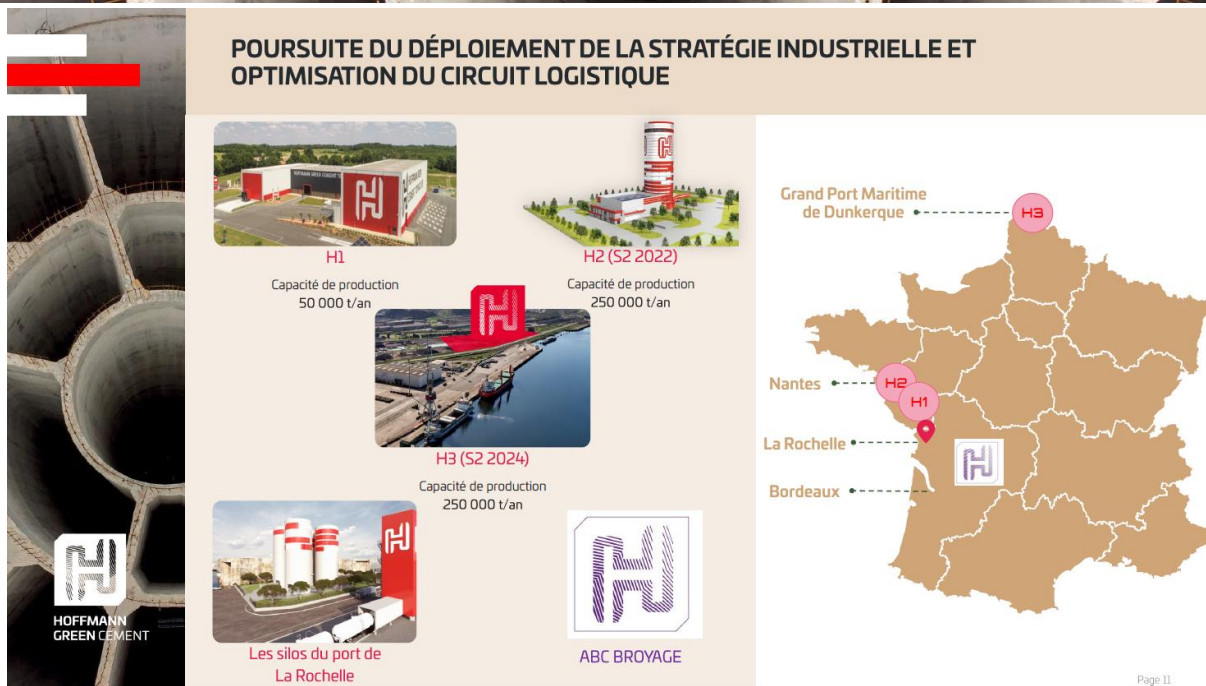 POURSUITE DU DÉPLOIEMENT DE LA STRATÉGIE INDUSTRIELLE ET
OPTIMISATION DU CIRCUIT LOGISTIQUE
HOFFMANN GREEN CEMENT
H1
Capacité de production
50 000 t/an
H2 (S2 2022)
Capacité de production
250 000 t/an
H3 (S2 2024)
Capacité de production
250 000 t/an
Les silos du port de
La Rochelle
ABC BROYAGE
Grand Port Maritime
de Dunkerque
H3
Nantes
H2
H1
La Rochelle
Bordeaux
HOFFMANN
GREEN CEMENT
Page 11